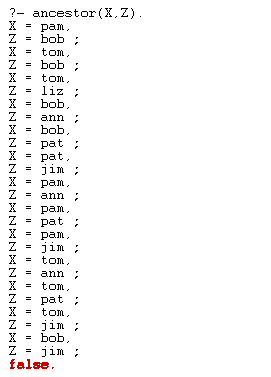 ?- ancestor(X,Z).
X = pam,
Z = bob ;
X = tom,
Z = bob ;
X = tom,
Z = liz ;
X = bob,
Z = ann ;
X = bob,
Z = pat ;
X = pat,
Z = jim ;
X = pam,
Z = ann ;
X = pam,
Z = pat ;
X = pam,
Z = jim ;
X = tom,
Z = ann ;
X = tom,
Z = pat ;
X = tom,
Z = jim ;
X = bob,
Z = jim ;
false.